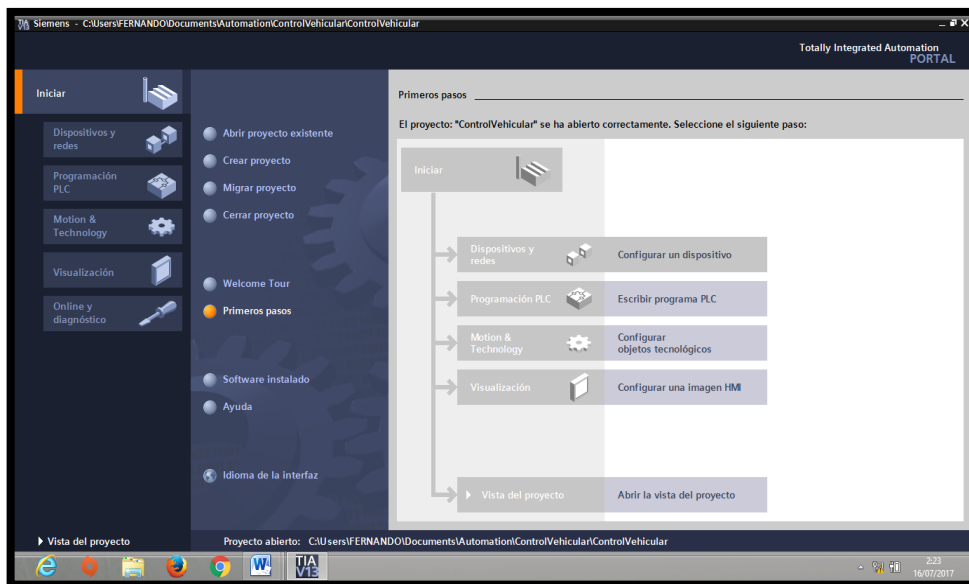 Siemens - C:\Users\FERNANDO\Documents\Automation\ControlVehicular\ControlVehicular
Totally Integrated Automation
PORTAL
Iniciar
Dispositivos y
redes
Programación
PLC
Motion &
Technology
Visualización
Online y
diagnóstico
Abrir proyecto existente
Crear proyecto
Migrar proyecto
Cerrar proyecto
Welcome Tour
Primeros pasos
Software instalado
Ayuda
Idioma de la interfaz
Primeros pasos
El proyecto: "ControlVehicular" se ha abierto correctamente. Seleccione el siguiente paso:
Iniciar
Dispositivos y
redes
Configurar un dispositivo
Programación PLC
Escribir programa PLC
Motion &
Technology
Configurar
objetos tecnológicos
Visualización
Configurar una imagen HMI
Vista del proyecto
Abrir la vista del proyecto
Vista del proyecto
Proyecto abierto: C:\Users\FERNANDO\Documents\Automation\ControlVehicular\ControlVehicular
TIA
V13
2:23
16/07/2017